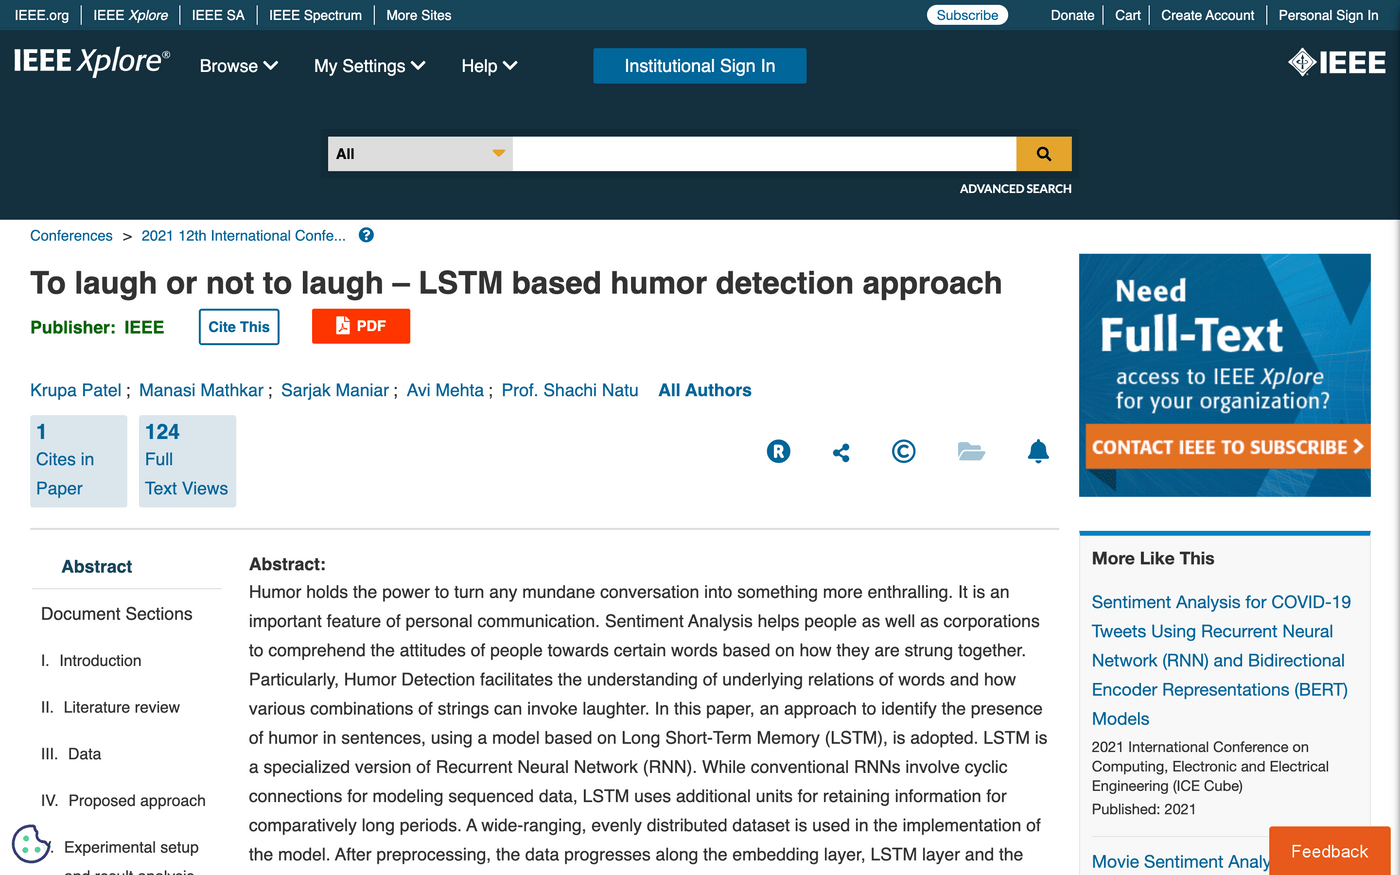 IEEE.org IEEE Xplore IEEE SA IEEE Spectrum More Sites Subscribe Donate Cart Create Account Personal Sign In
IEEE Xplore® Browse My Settings Help Institutional Sign In IEEE
All
ADVANCED SEARCH
Conferences > 2021 12th International Confe... ?
To laugh or not to laugh – LSTM based humor detection approach
Publisher: IEEE Cite This PDF
Krupa Patel ; Manasi Mathkar ; Sarjak Maniar ; Avi Mehta ; Prof. Shachi Natu All Authors
1
Cites in
Paper
124
Full
Text Views
R ©
Abstract
Document Sections
I. Introduction
II. Literature review
III. Data
IV. Proposed approach
Experimental setup
and result analysis
Abstract:
Humor holds the power to turn any mundane conversation into something more enthralling. It is an
important feature of personal communication. Sentiment Analysis helps people as well as corporations
to comprehend the attitudes of people towards certain words based on how they are strung together.
Particularly, Humor Detection facilitates the understanding of underlying relations of words and how
various combinations of strings can invoke laughter. In this paper, an approach to identify the presence
of humor in sentences, using a model based on Long Short-Term Memory (LSTM), is adopted. LSTM is
a specialized version of Recurrent Neural Network (RNN). While conventional RNNs involve cyclic
connections for modeling sequenced data, LSTM uses additional units for retaining information for
comparatively long periods. A wide-ranging, evenly distributed dataset is used in the implementation of
the model. After preprocessing, the data progresses along the embedding layer, LSTM layer and the
Need
Full-Text
access to IEEE Xplore
for your organization?
CONTACT IEEE TO SUBSCRIBE >
More Like This
Sentiment Analysis for COVID-19
Tweets Using Recurrent Neural
Network (RNN) and Bidirectional
Encoder Representations (BERT)
Models
2021 International Conference on
Computing, Electronic and Electrical
Engineering (ICE Cube)
Published: 2021
Movie Sentiment Analy
Feedback